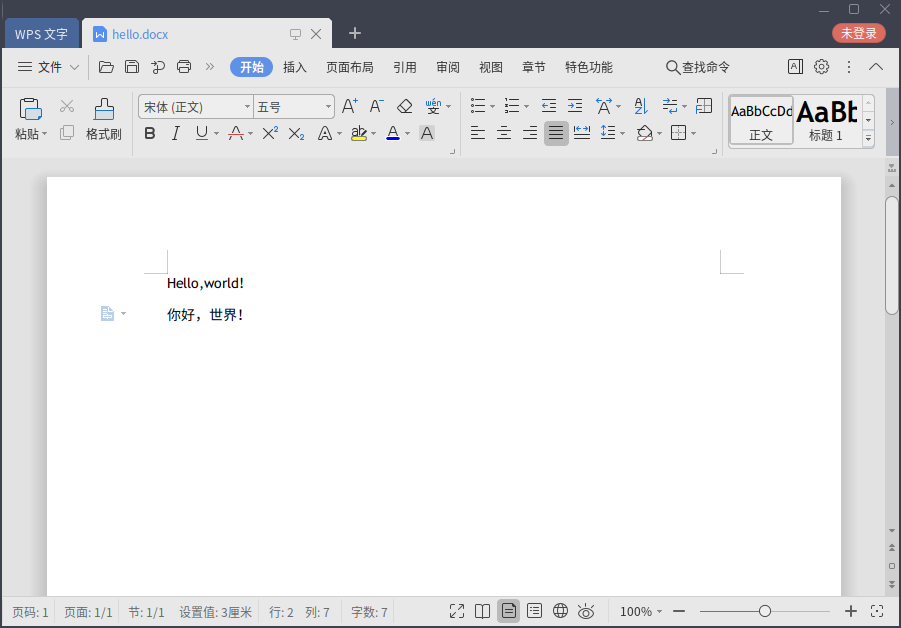 WPS 文字
hello.docx
未登录
文件
开始 插入 页面布局 引用 审阅 视图 章节 特色功能 查找命令
粘贴 格式刷
宋体 (正文) 五号
AaBbCcDd
正文
AaBb
标题 1
Hello,world!
你好，世界！
页码: 1 页面: 1/1 节: 1/1 设置值: 3厘米 行: 2 列: 7 字数: 7 100%